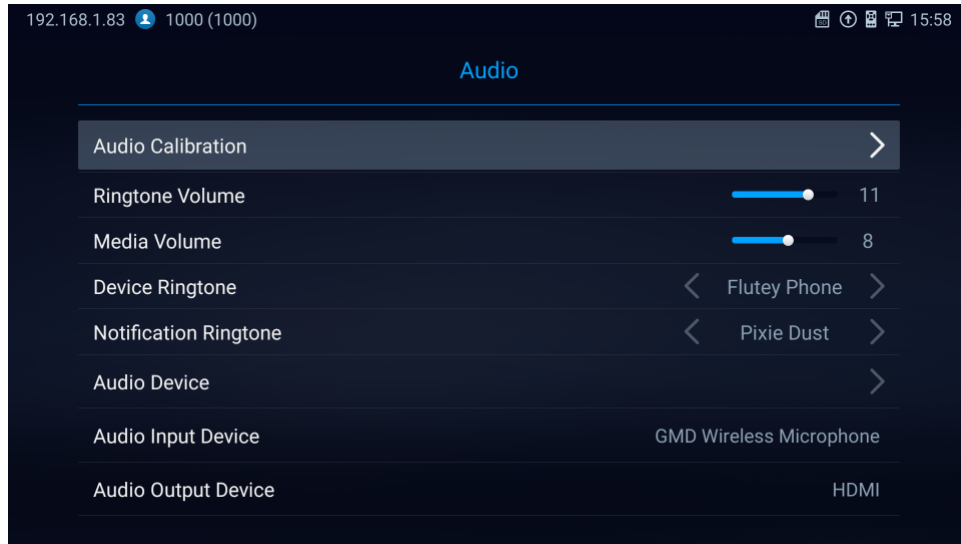 192.168.1.83 1000 (1000) SD 15:58
Audio
Audio Calibration
Ringtone Volume 11
Media Volume 8
Device Ringtone Flutey Phone
Notification Ringtone Pixie Dust
Audio Device
Audio Input Device GMD Wireless Microphone
Audio Output Device HDMI